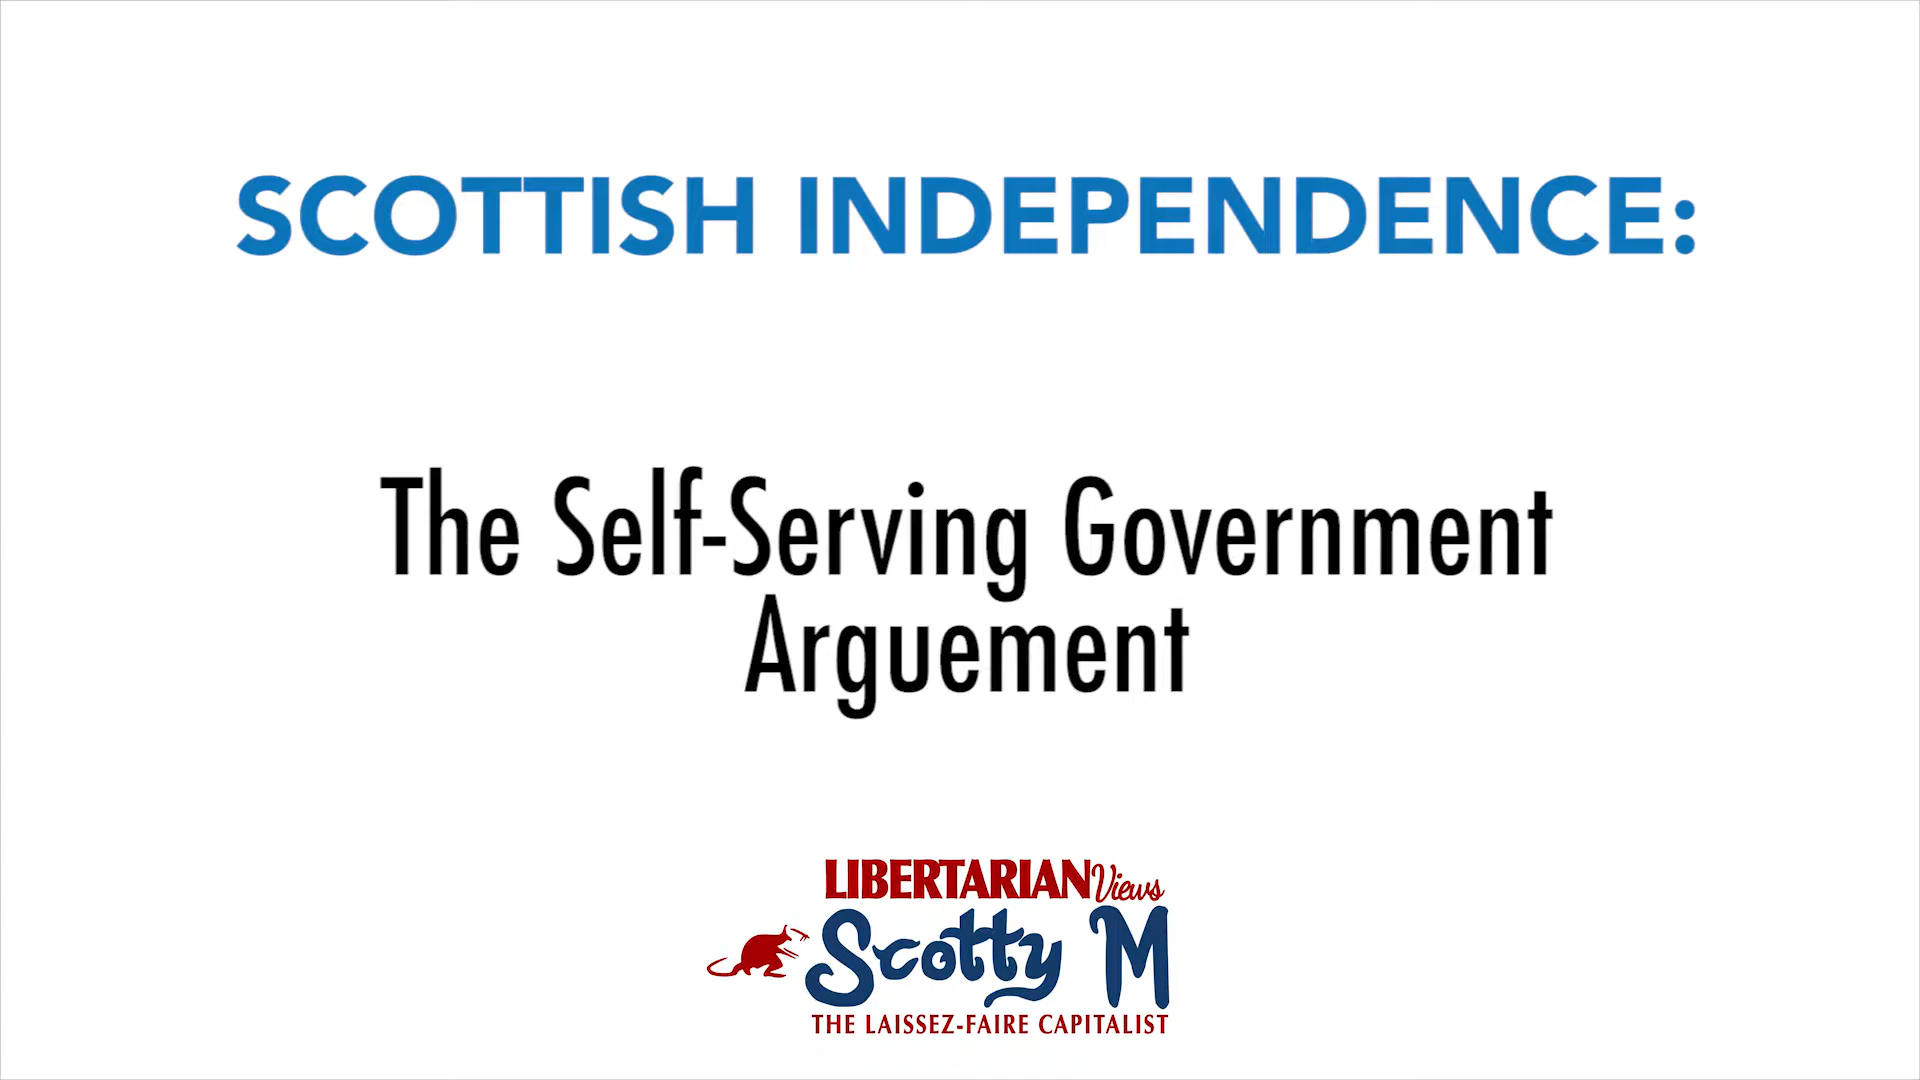 SCOTTISH INDEPENDENCE:
The Self-Serving Government
Arguement
LIBERTARIAN Views
Scotty M
THE LAISSEZ-FAIRE CAPITALIST